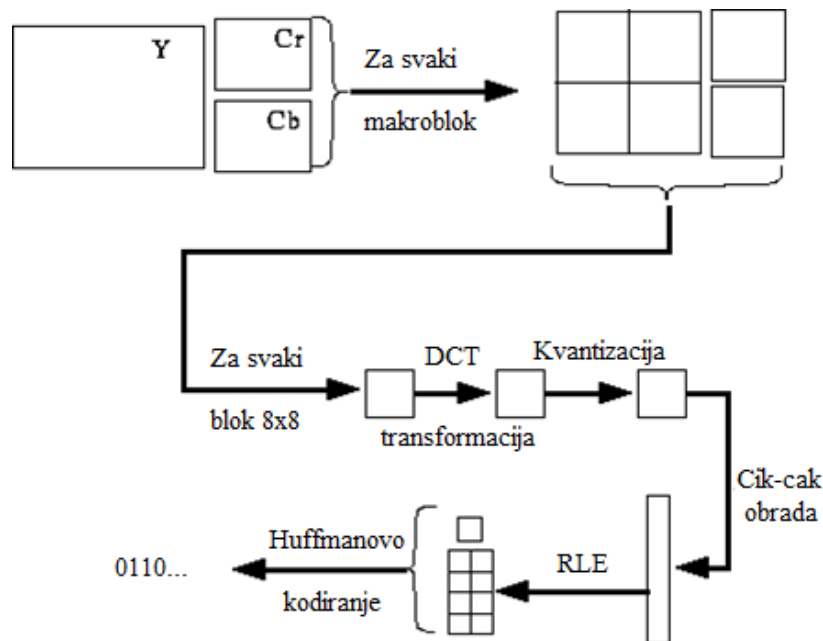 Y
Cr
Cb
Za svaki
makroblok
Za svaki
blok 8x8
DCT
transformacija
Kvantizacija
Cik-cak
obrada
RLE
Huffmanovo
kodiranje
0110...